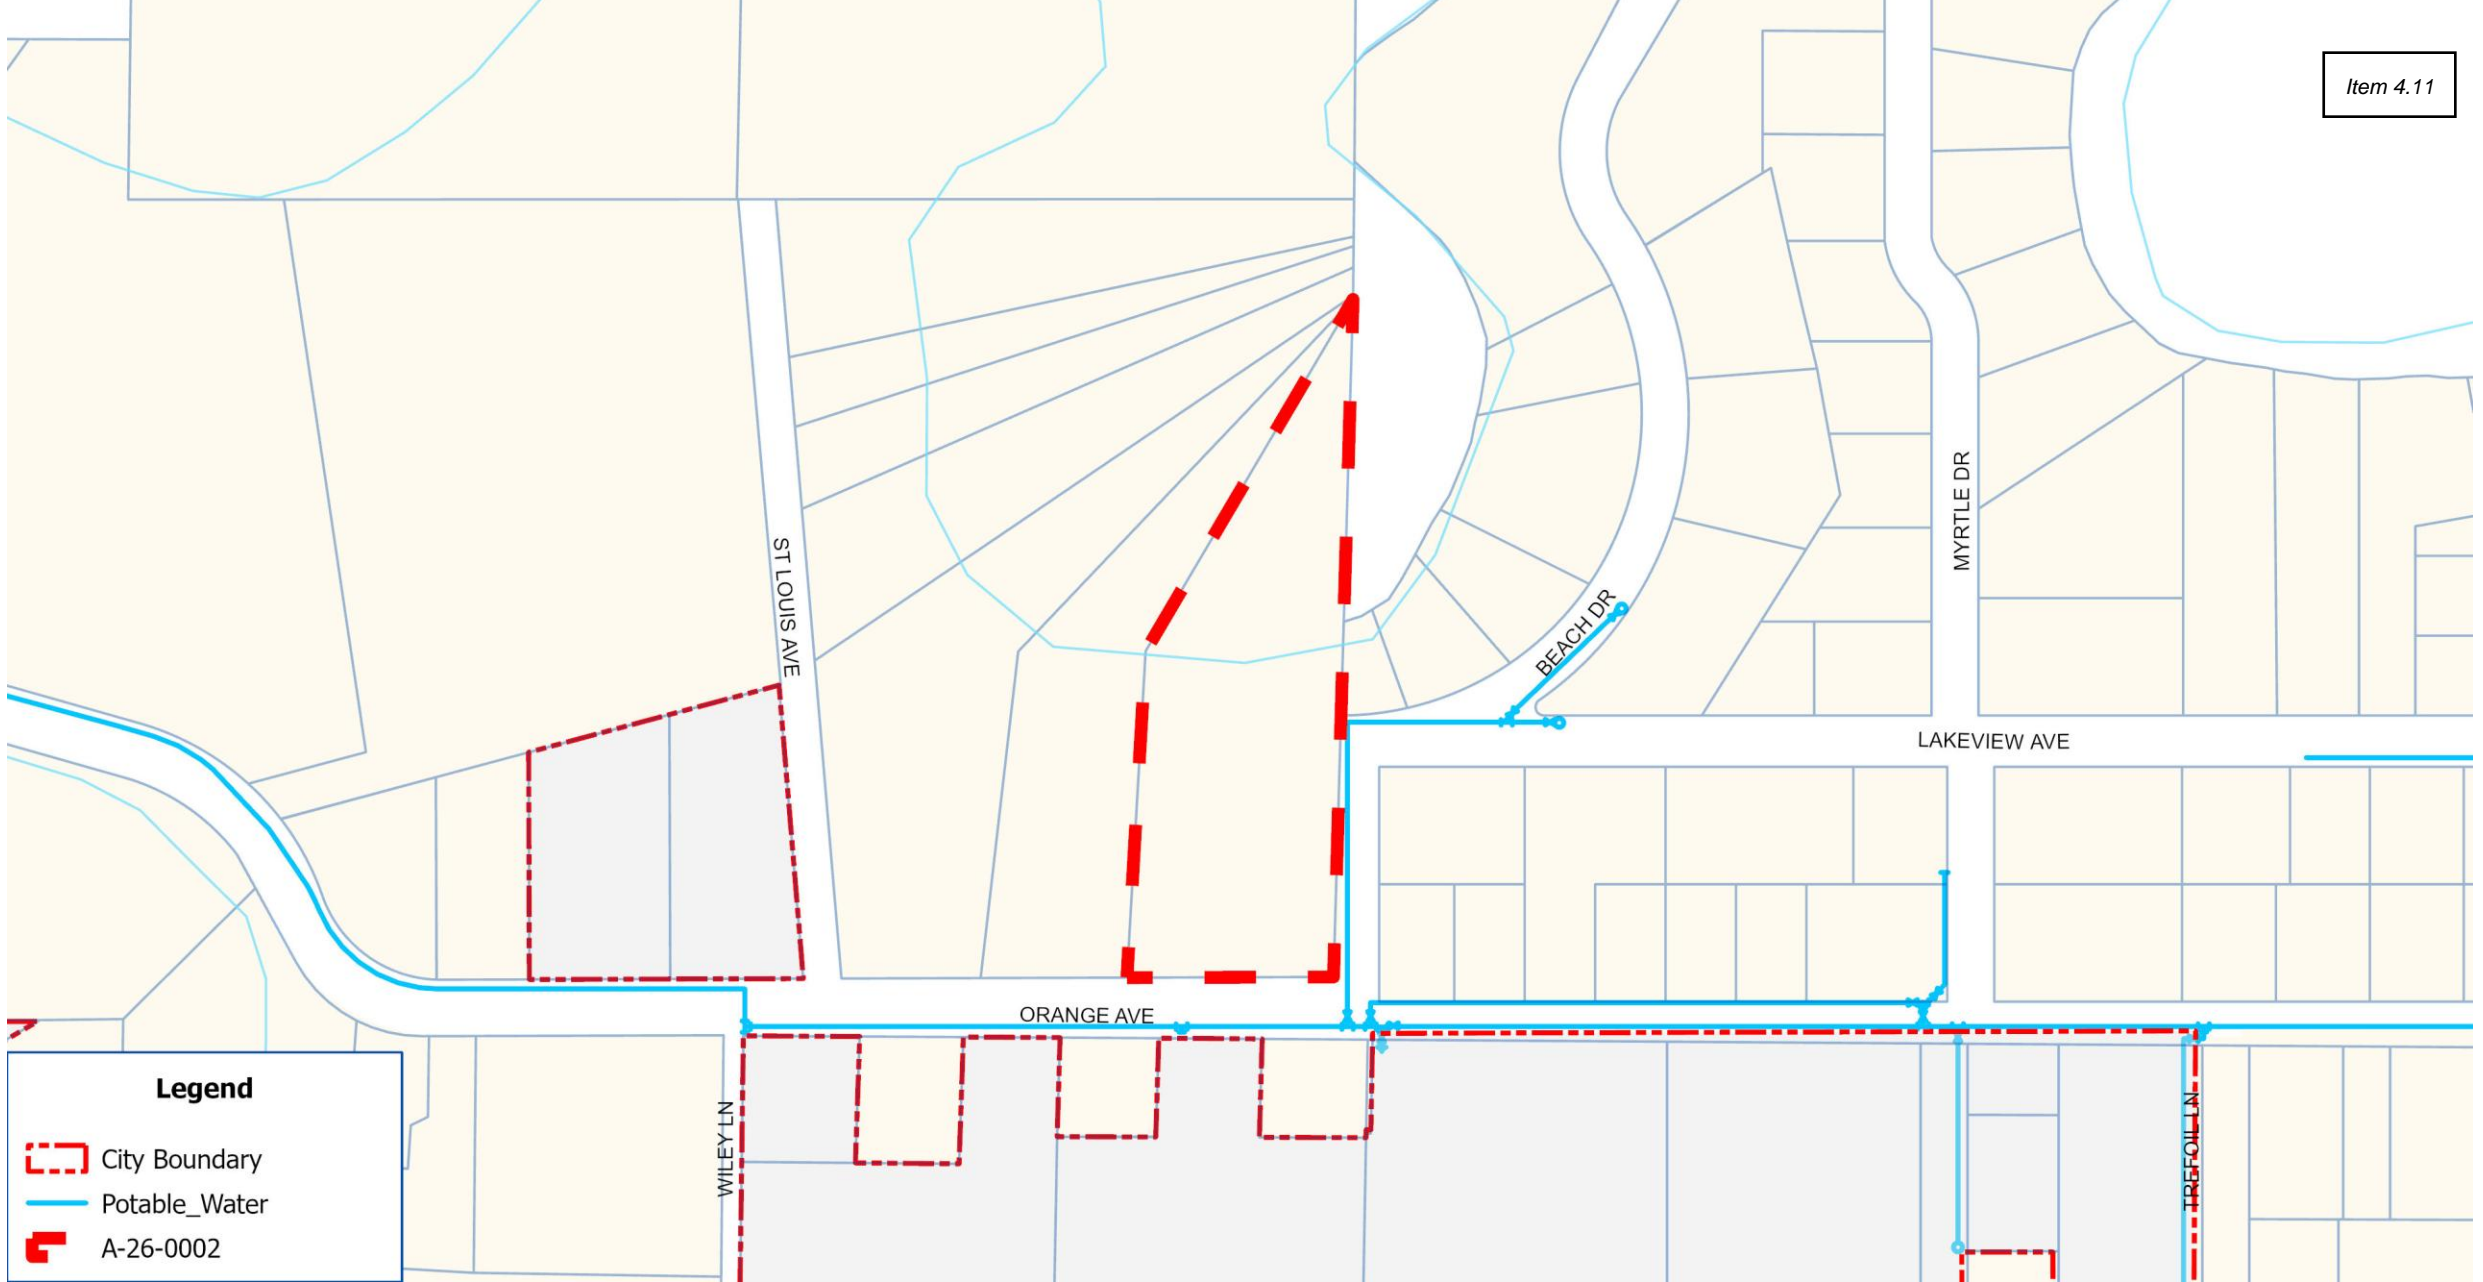 Item 4.11
MYRTLE DR
ST LOUIS AVE
BEACH DR
LAKEVIEW AVE
ORANGE AVE
WILEY LN
TREFOIL LN
Legend
City Boundary
Potable_Water
A-26-0002